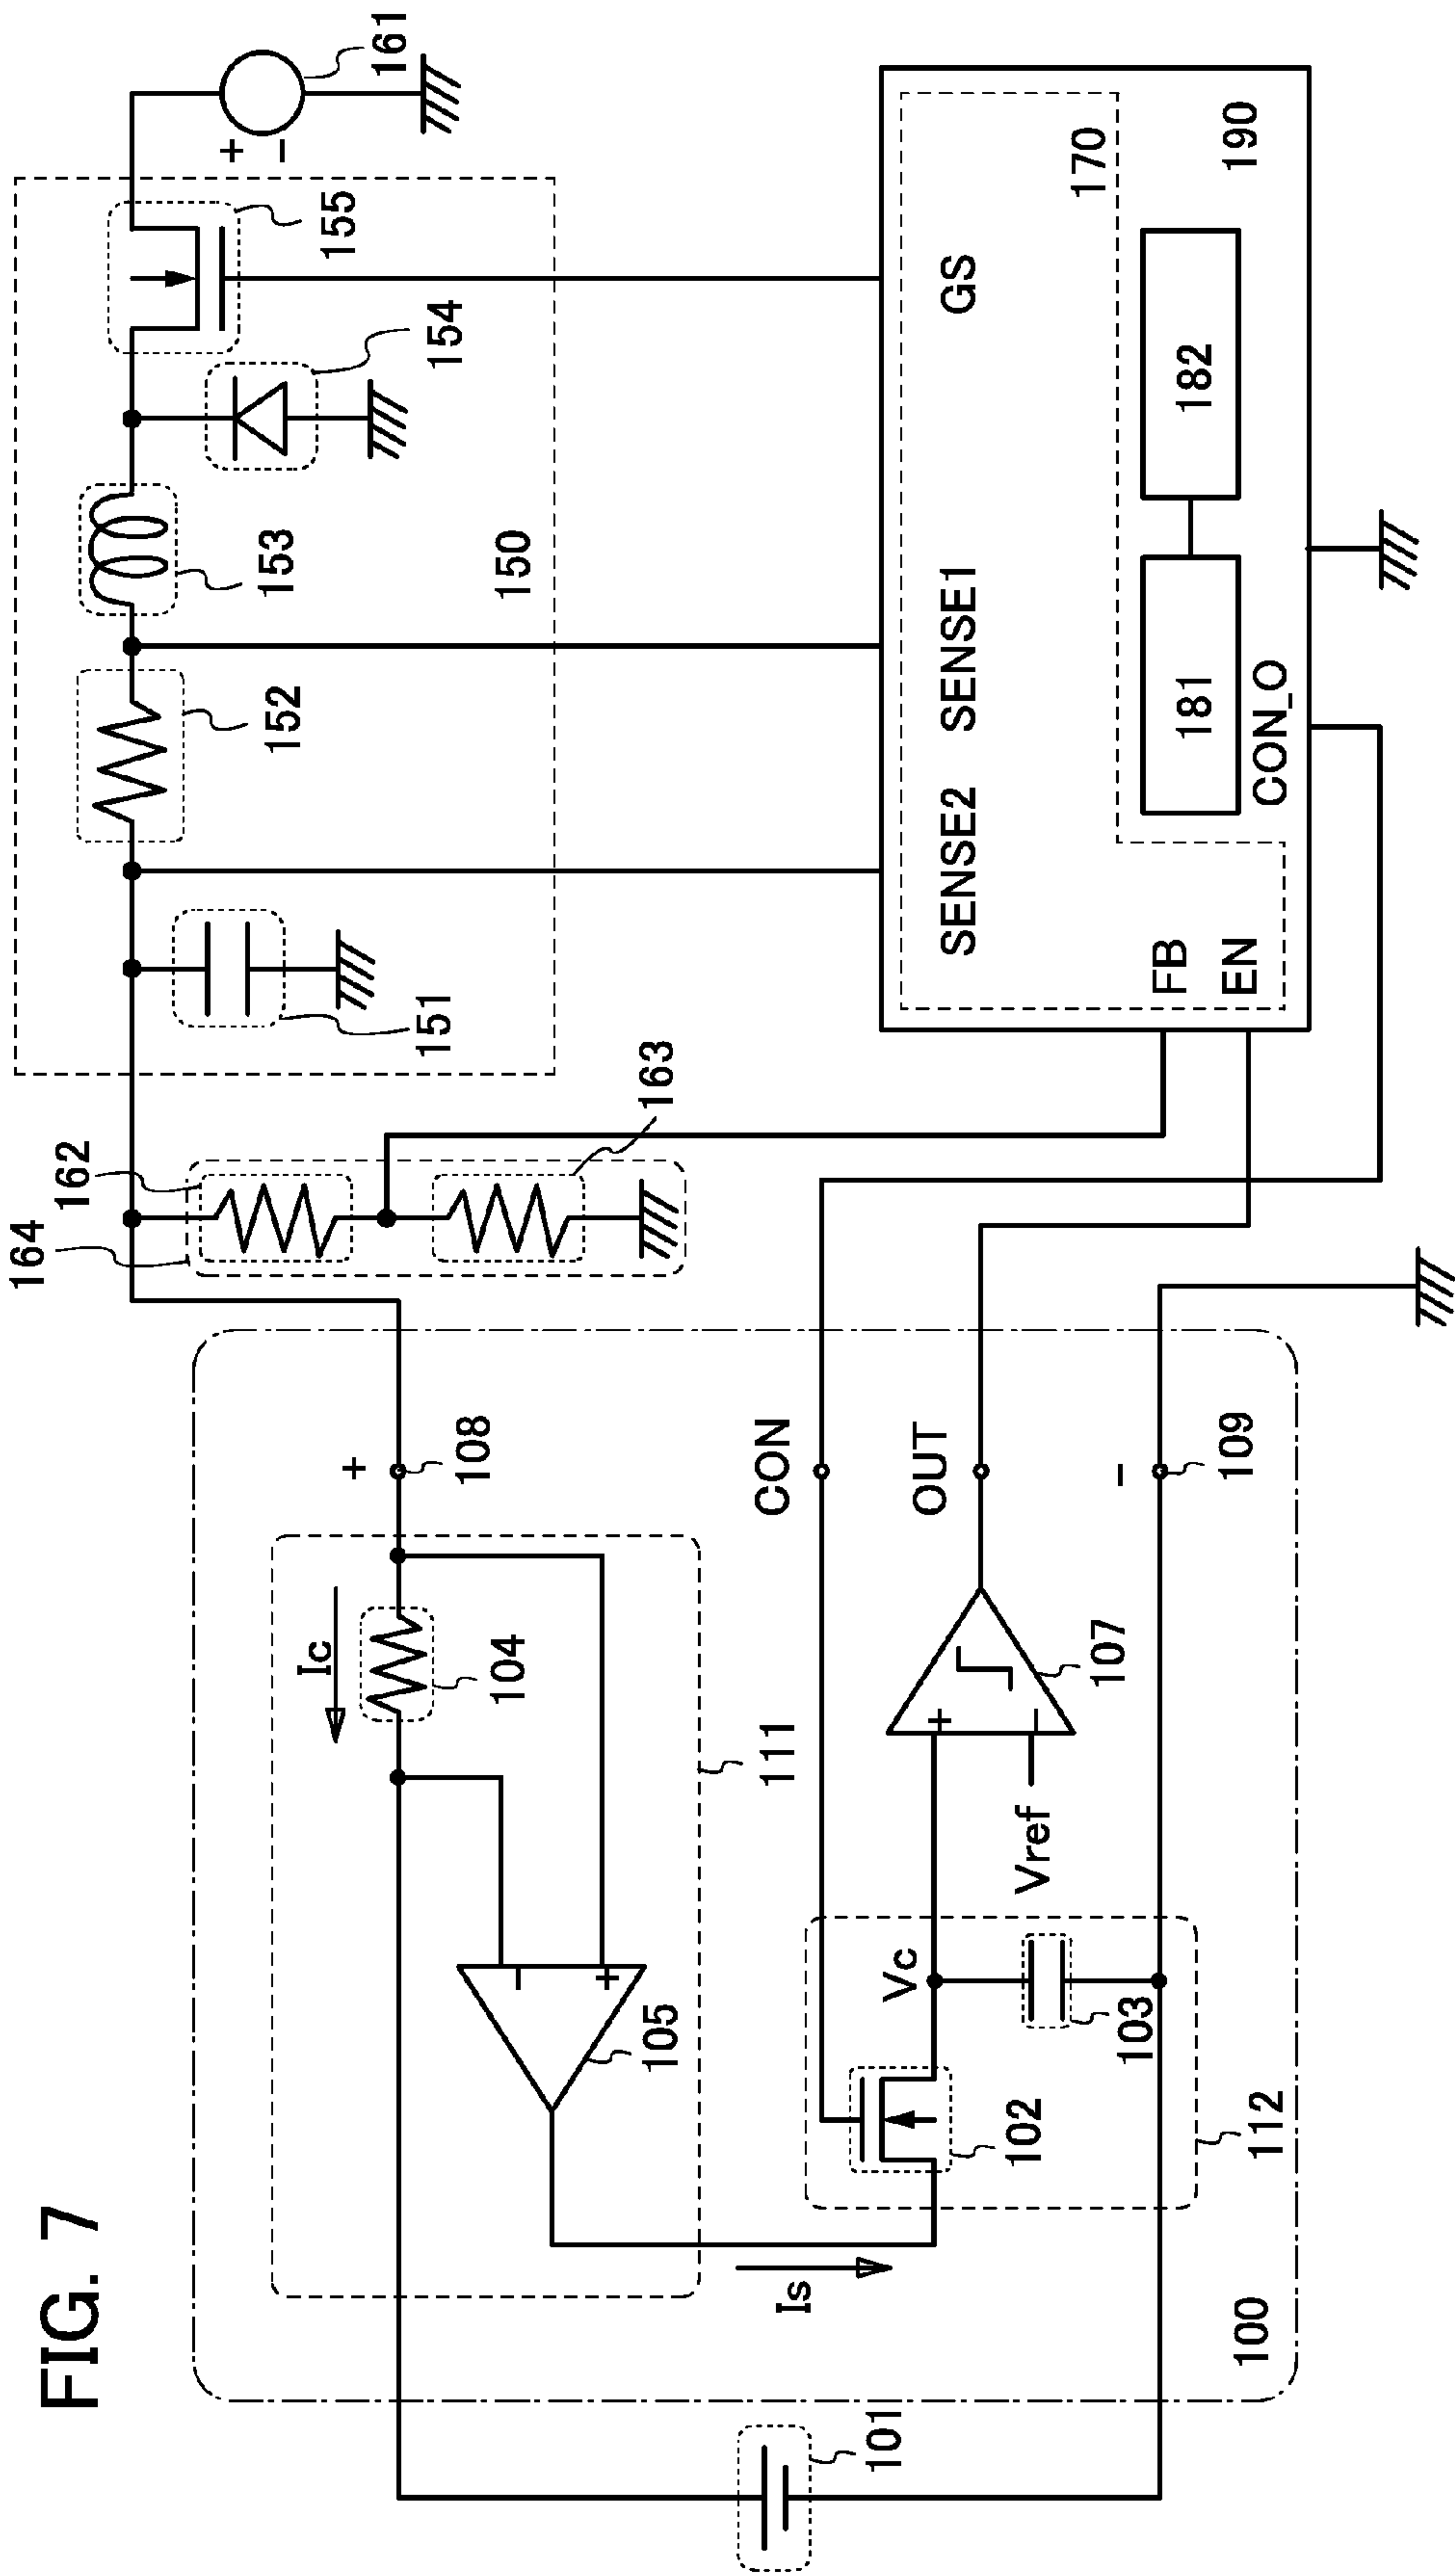 FIG. 7
164
162
152
153
155
161
154
151
150
163
+
-
Ic
+
108
104
111
-
+
105
Is
CON
OUT
-
109
107
+
-
Vref
Vc
102
103
112
100
101
SENSE2
SENSE1
GS
FB
EN
170
181
182
CON_O
190